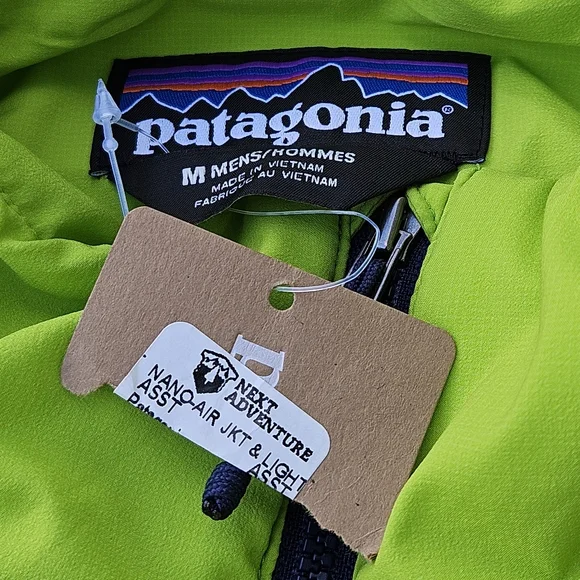 patagonia®
M MENS/HOMMES
MADE IN VIETNAM
FABRIQUÉ AU VIETNAM
NEXT
ADVENTURE
NANO-AIR JKT & LIGHT
ASST ASST